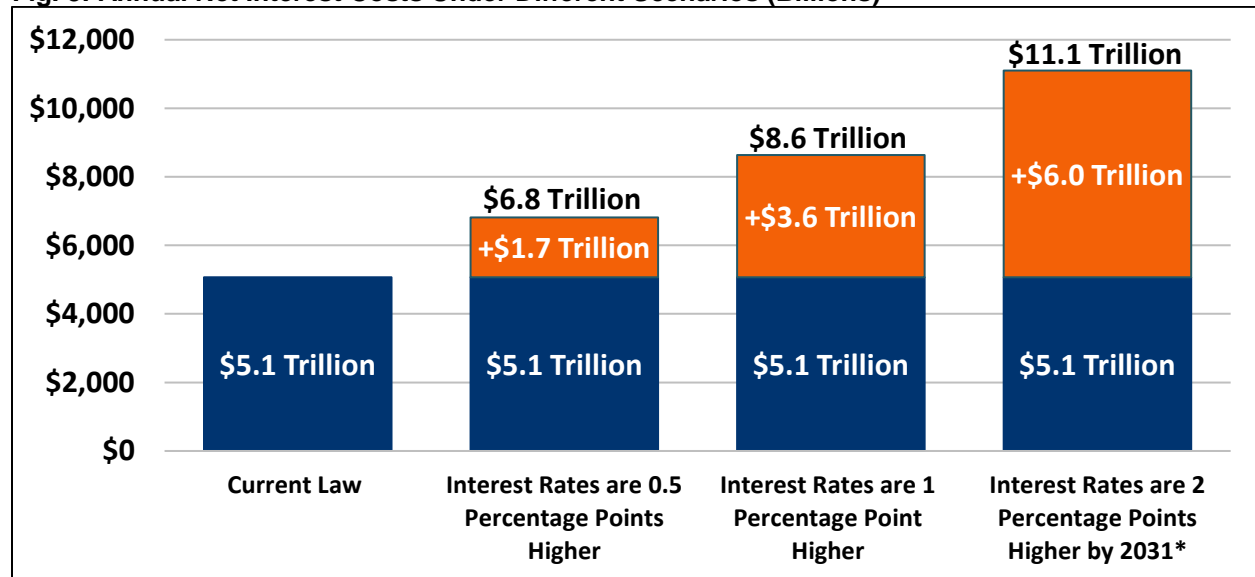 $12,000
$10,000
$8,000
$6,000
$4,000
$2,000
$0
$5.1 Trillion
$6.8 Trillion
+$1.7 Trillion
$5.1 Trillion
$8.6 Trillion
+$3.6 Trillion
$5.1 Trillion
$11.1 Trillion
+$6.0 Trillion
$5.1 Trillion
Current Law
Interest Rates are 0.5
Percentage Points
Higher
Interest Rates are 1
Percentage Point
Higher
Interest Rates are 2
Percentage Points
Higher by 2031*